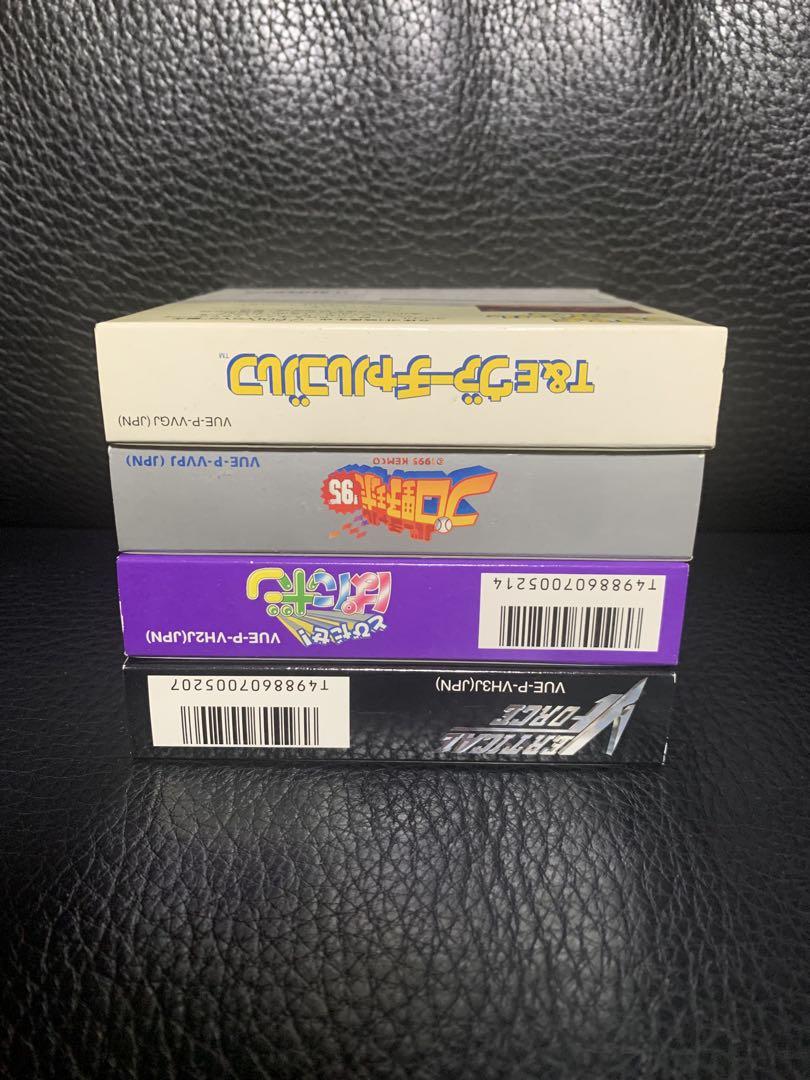 T&Eヴァーチャルゴルフ™
VUE-P-VVGJ(JPN)
©1995 KEMCO
プロ野球'95
VUE-P-VVPJ (JPN)
T4988607005214
とびだせ!
ぱにボン
VUE-P-VH2J(JPN)
T4988607005207
VUE-P-VH3J(JPN)
VERTICAL
FORCE